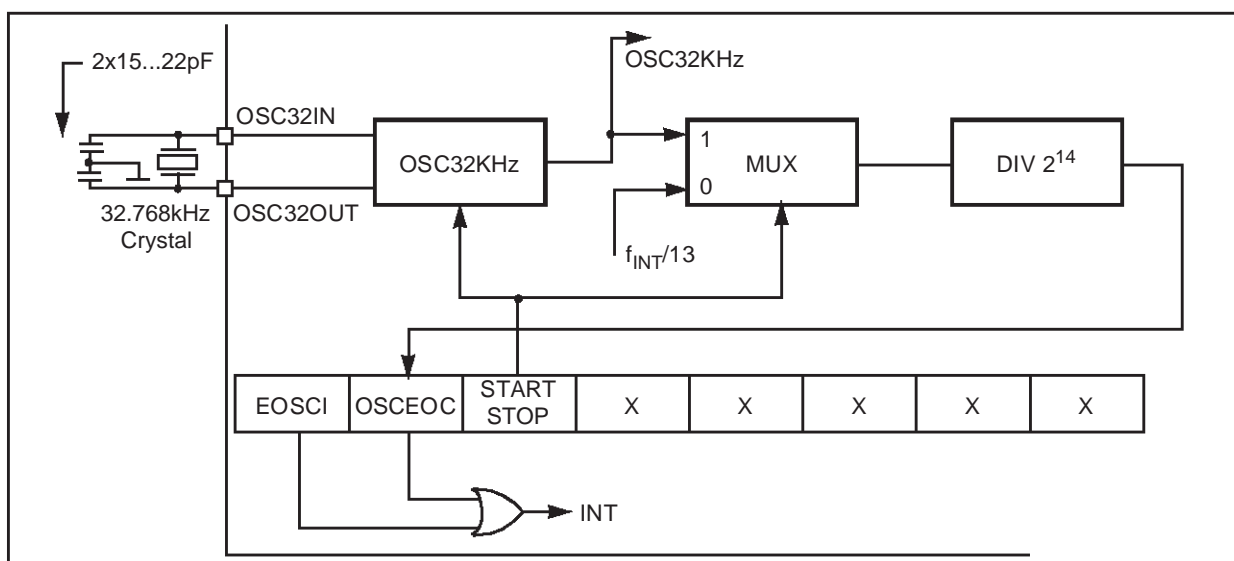 2x15...22pF
OSC32KHz
OSC32IN
OSC32KHz
1
MUX
0
DIV 2¹⁴
OSC32OUT
32.768kHz
Crystal
fINT/13
EOSCI
OSCEOC
START
STOP
X
X
X
X
X
INT